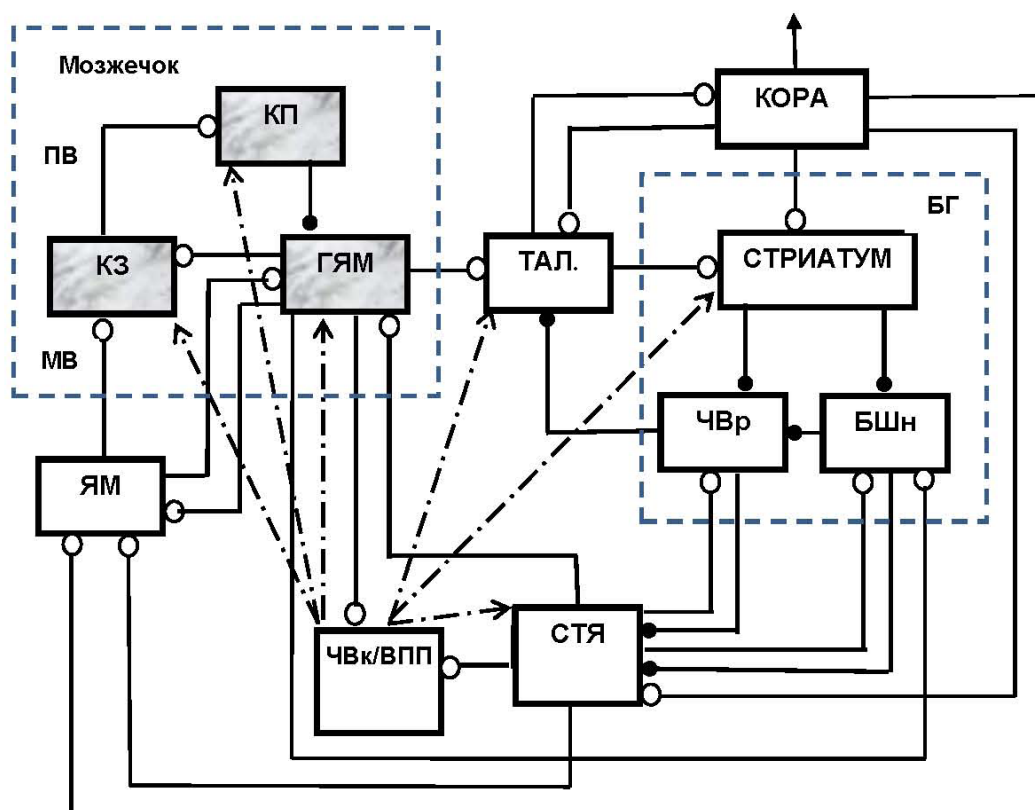 Мозжечок
КП
КОРА
ПВ
БГ
КЗ
ГЯМ
ТАЛ.
СТРИАТУМ
МВ
ЧВр
БШн
ЯМ
ЧВк/ВПП
СТЯ